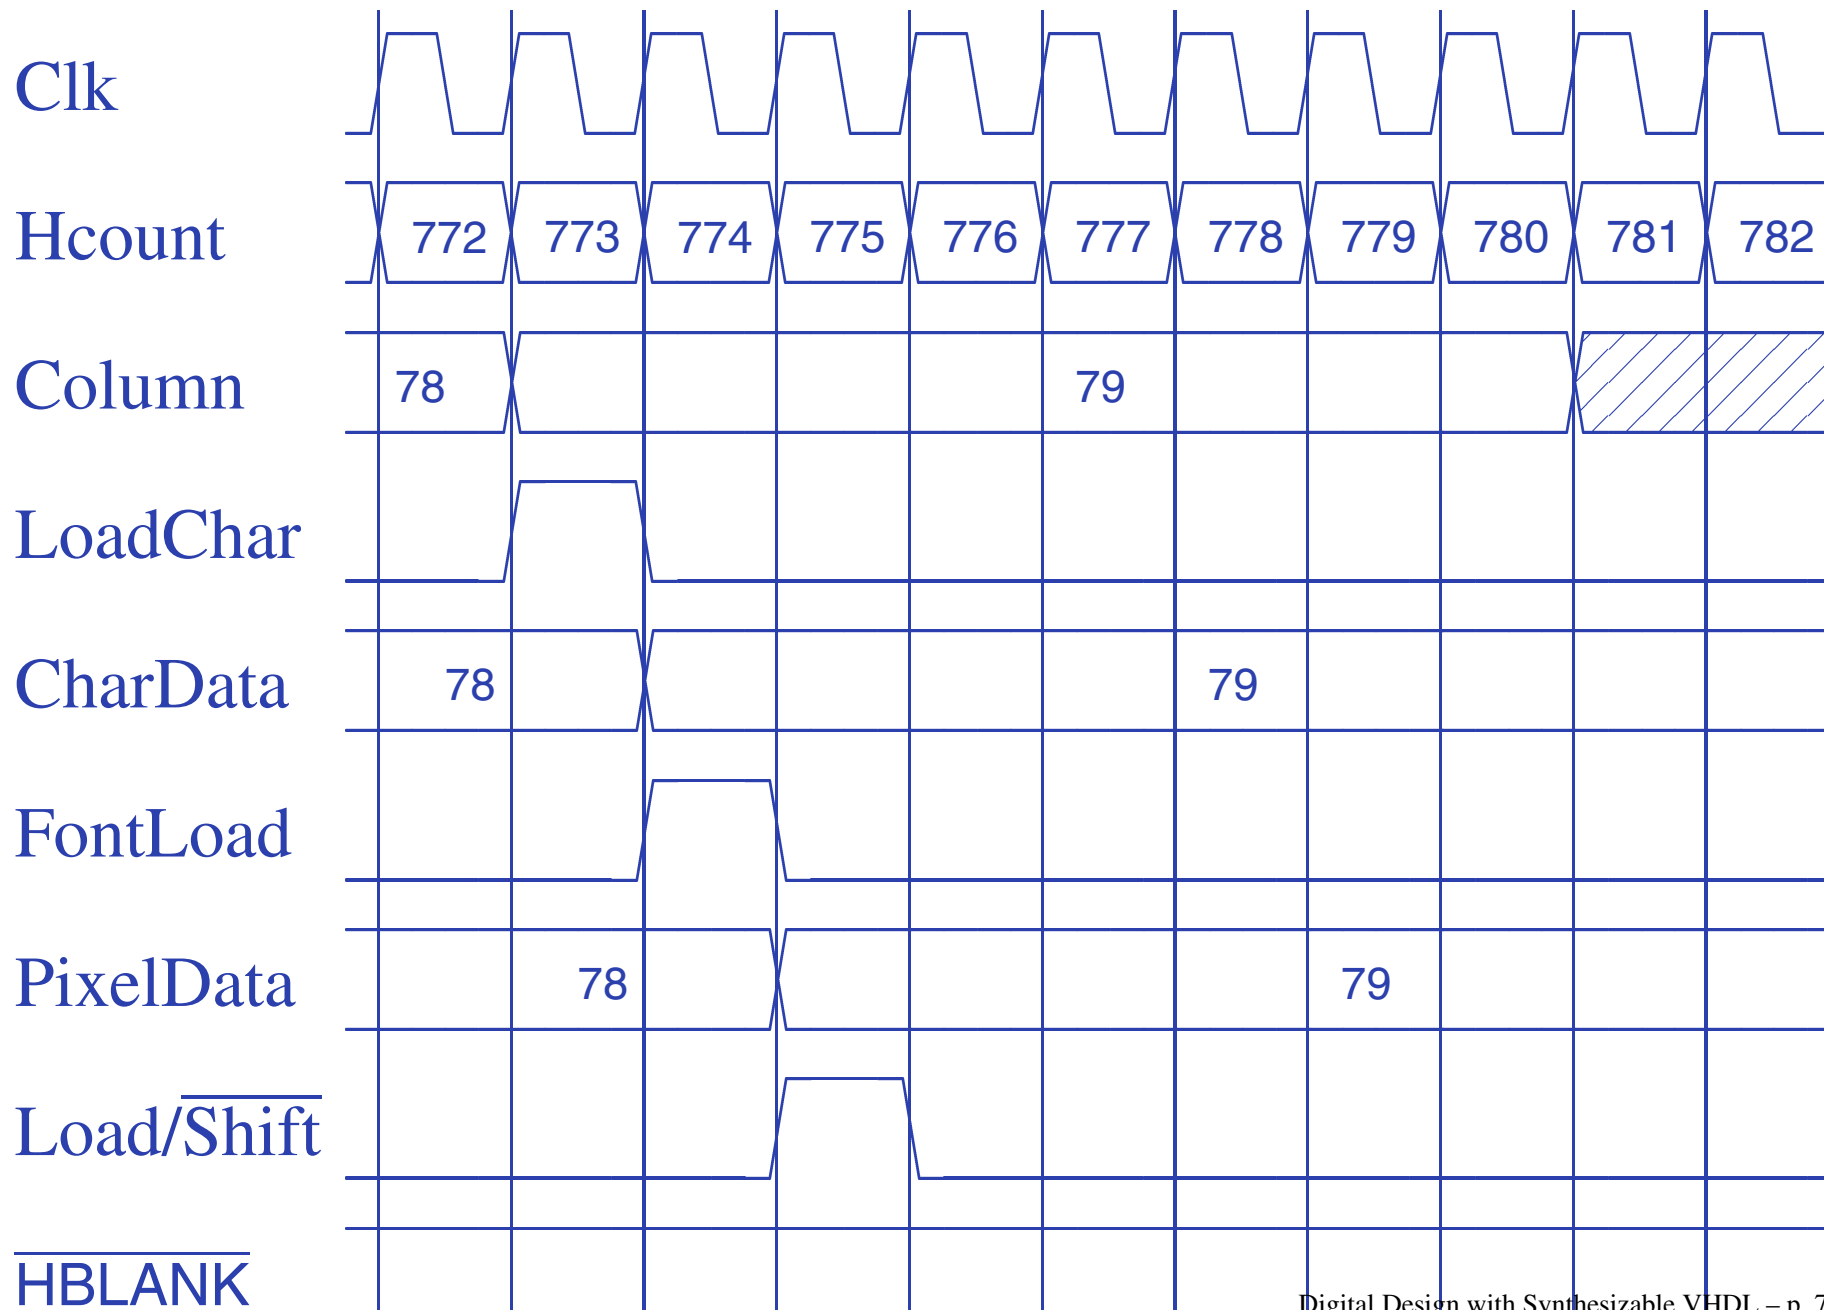 Clk
Hcount 772 773 774 775 776 777 778 779 780 781 782
Column 78 79
LoadChar
CharData 78 79
FontLoad
PixelData 78 79
Load/Shift
HBLANK
Digital Design with Synthesizable VHDL – p. 7